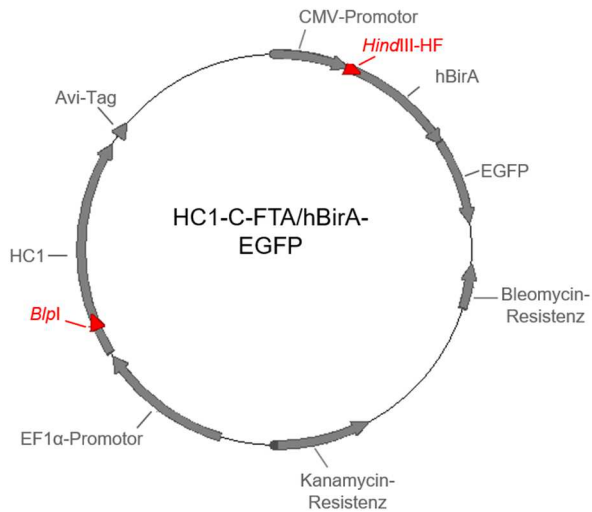 CMV-Promotor
HindIII-HF
hBirA
Avi-Tag
EGFP
HC1-C-FTA/hBirA-
EGFP
HC1
Bleomycin-
Resistenz
BlpI
EF1α-Promotor
Kanamycin-
Resistenz